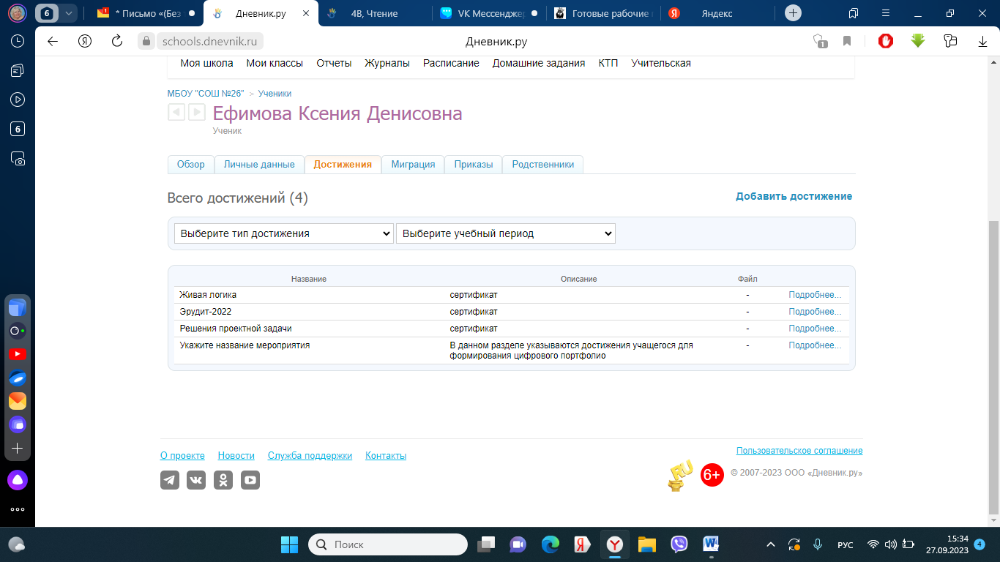 6
* Письмо «(Без
Дневник.ру
4В, Чтение
VK Мессенджер
Готовые рабочие п
Яндекс
schools.dnevnik.ru
Дневник.ру
1
Моя школа Мои классы Отчеты Журналы Расписание Домашние задания КТП Учительская
МБОУ "СОШ №26" > Ученики
6
Ефимова Ксения Денисовна
Ученик
Обзор Личные данные Достижения Миграция Приказы Родственники
Всего достижений (4)
Добавить достижение
Выберите тип достижения Выберите учебный период
Название Описание Файл
Живая логика сертификат - Подробнее...
Эрудит-2022 сертификат - Подробнее...
Решения проектной задачи сертификат - Подробнее...
Укажите название мероприятия В данном разделе указываются достижения учащегося для - Подробнее...
формирования цифрового портфолио
О проекте Новости Служба поддержки Контакты
Пользовательское соглашение
RU
6+
© 2007-2023 ООО «Дневник.ру»
Поиск
РУС
15:34
27.09.2023
4